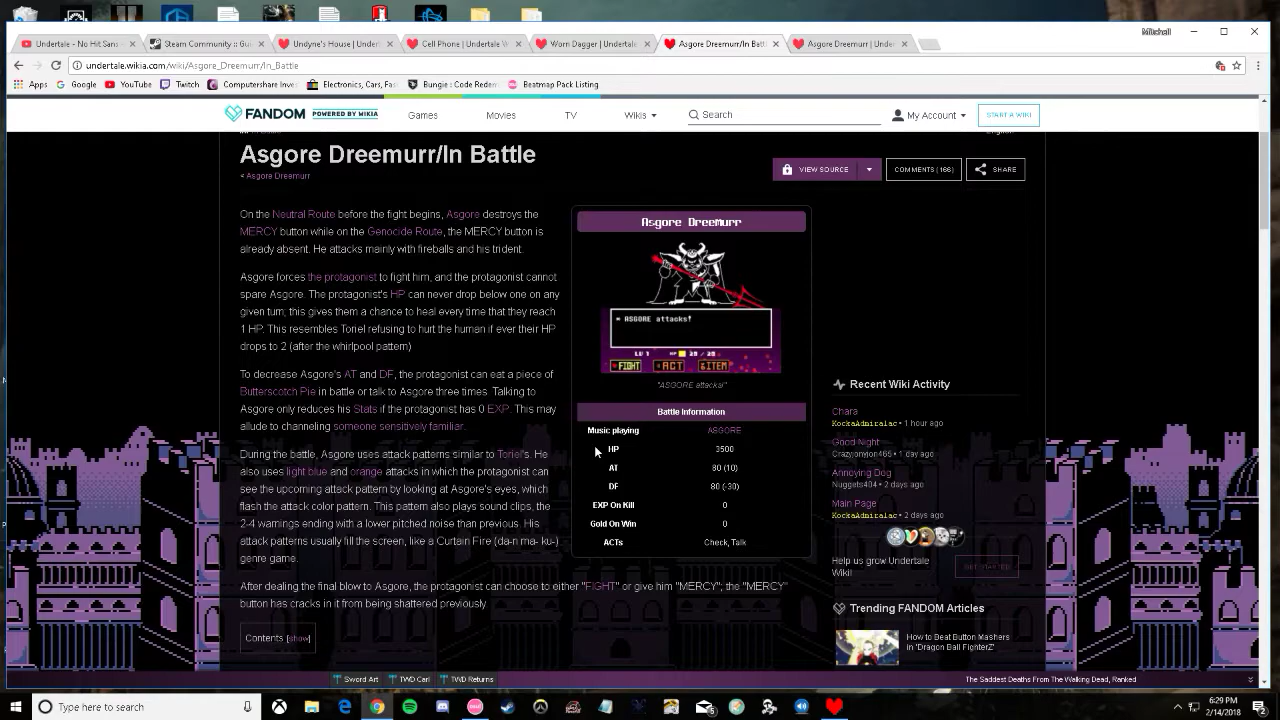 Mitchell
Undertale - No Hit Sans
Steam Community :: Gui
Undyne's House | Undert
Cell Phone | Undertale W
Worn Dagger | Undertale
Asgore Dreemurr/In Batt
Asgore Dreemurr | Under
undertale.wikia.com/wiki/Asgore_Dreemurr/In_Battle
Apps Google YouTube Twitch Computershare Inves Electronics, Cars, Fas Bungie : Code Redem Beatmap Pack Listing
FANDOM POWERED BY WIKIA Games Movies TV Wikis Search My Account START A WIKI
Asgore Dreemurr/In Battle
< Asgore Dreemurr
VIEW SOURCE COMMENTS (166) SHARE
On the Neutral Route before the fight begins, Asgore destroys the
MERCY button while on the Genocide Route, the MERCY button is
already absent. He attacks mainly with fireballs and his trident.
Asgore forces the protagonist to fight him, and the protagonist cannot
spare Asgore. The protagonist's HP can never drop below one on any
given turn; this gives them a chance to heal every time that they reach
1 HP. This resembles Toriel refusing to hurt the human if ever their HP
drops to 2 (after the whirlpool pattern)
To decrease Asgore's AT and DF, the protagonist can eat a piece of
Butterscotch Pie in battle or talk to Asgore three times. Talking to
Asgore only reduces his Stats if the protagonist has 0 EXP. This may
allude to channeling someone sensitively familiar.
During the battle, Asgore uses attack patterns similar to Toriel's. He
also uses light blue and orange attacks in which the protagonist can
see the upcoming attack pattern by looking at Asgore's eyes, which
flash the attack color pattern. This pattern also plays sound clips, the
2-4 warnings ending with a lower pitched noise than previous. His
attack patterns usually fill the screen, like a Curtain Fire (da-n ma- ku-)
genre game.
After dealing the final blow to Asgore, the protagonist can choose to either "FIGHT" or give him "MERCY"; the "MERCY"
button has cracks in it from being shattered previously.
Contents [show]
Asgore Dreemurr
* ASGORE attacks!
LV 1 HP 20 / 20
FIGHT ACT ITEM
"ASGORE attacks!"
Battle Information
Music playing ASGORE
HP 3500
AT 80 (10)
DF 80 (-30)
EXP On Kill 0
Gold On Win 0
ACTs Check, Talk
Recent Wiki Activity
Chara
KockaAdmiralac • 1 hour ago
Good Night
Crazyjonyjon465 • 1 day ago
Annoying Dog
Nuggets404 • 2 days ago
Main Page
KockaAdmiralac • 2 days ago
Help us grow Undertale
Wiki!
GET STARTED
Trending FANDOM Articles
How to Beat Button Mashers
in 'Dragon Ball FighterZ'
Sword Art TWD Carl TWD Returns The Saddest Deaths From The Walking Dead, Ranked
Type here to search
6:29 PM
2/14/2018